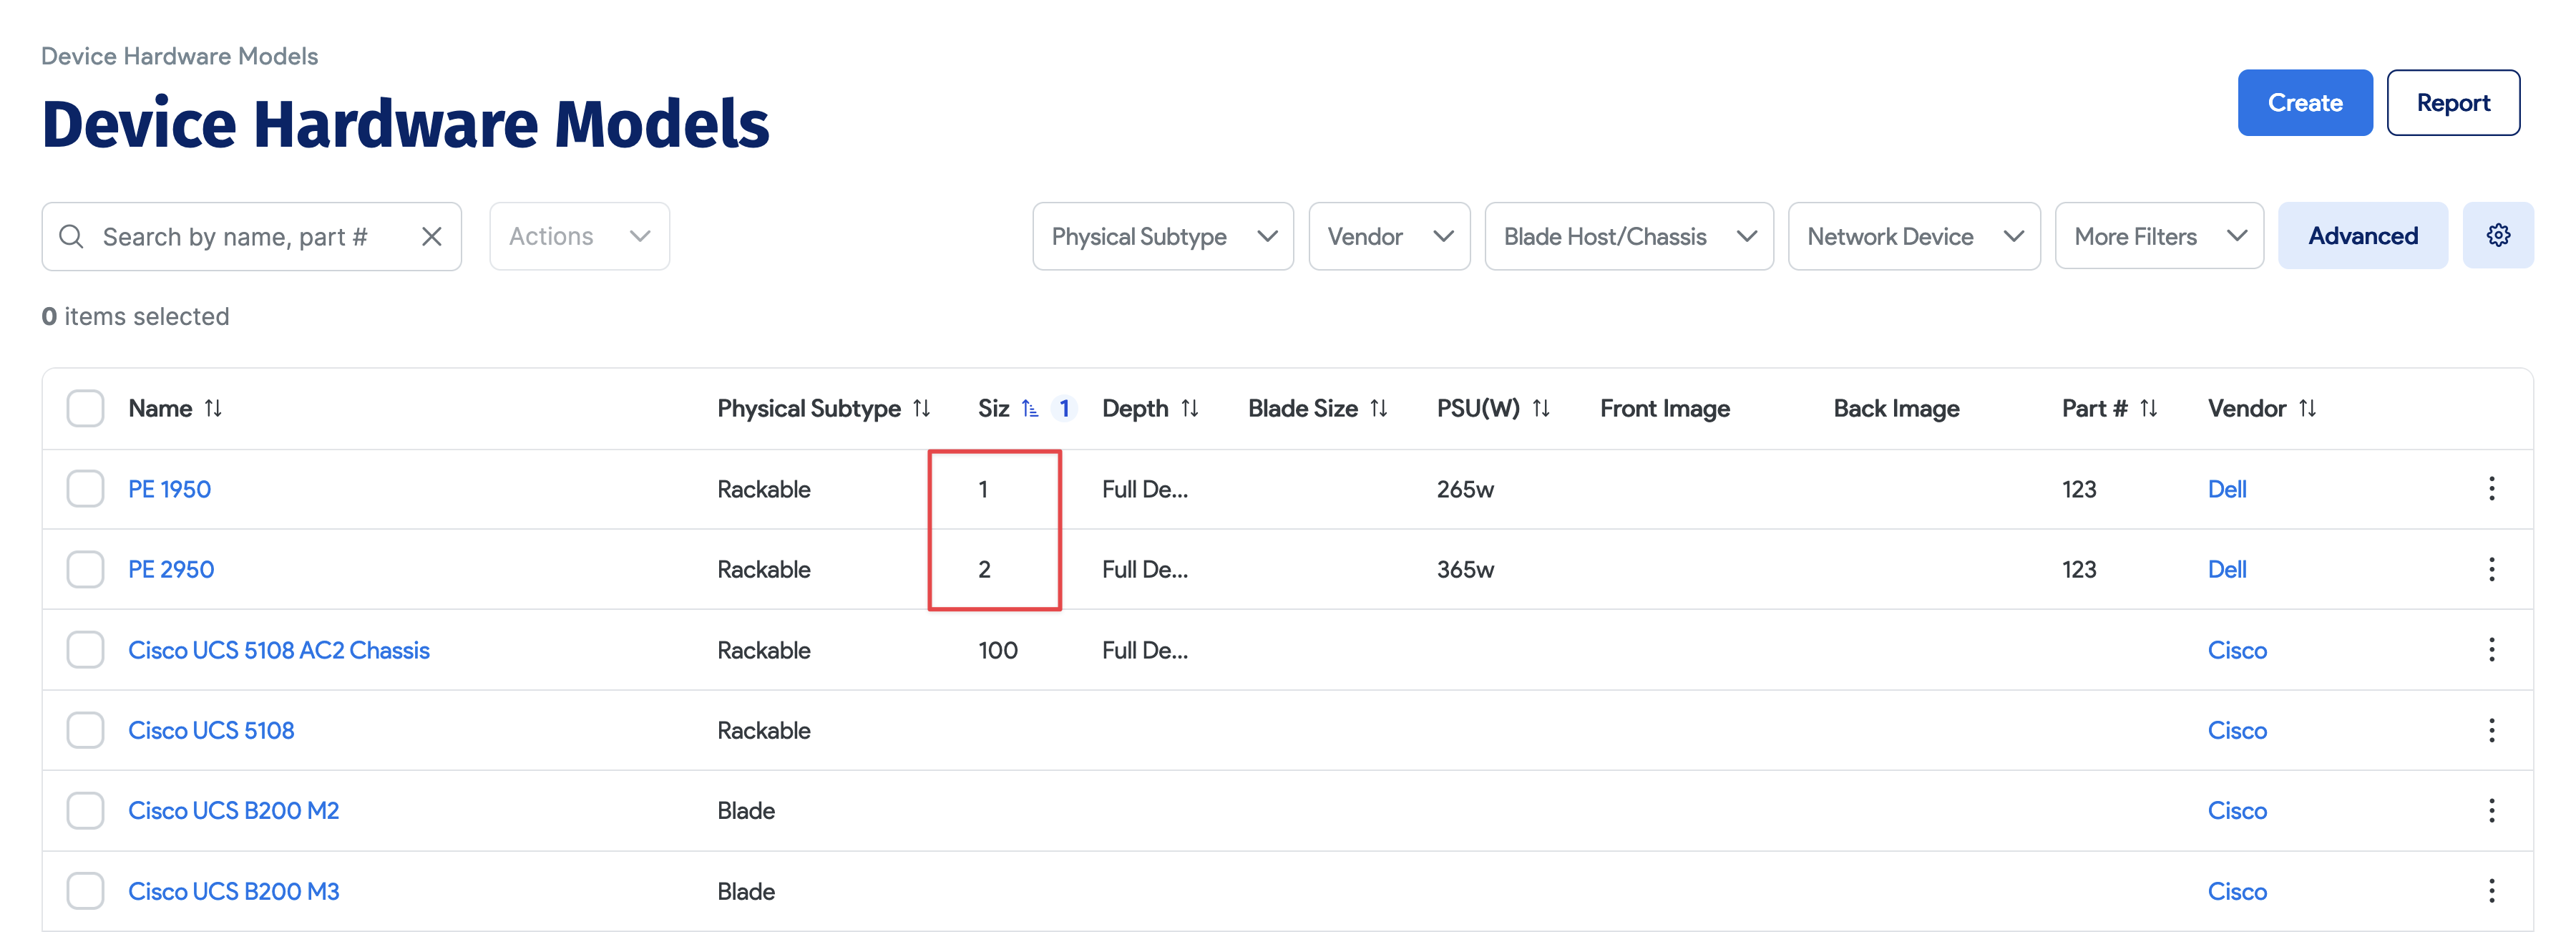 Device Hardware Models
Device Hardware Models
Create Report
Search by name, part # Actions Physical Subtype Vendor Blade Host/Chassis Network Device More Filters Advanced
0 items selected
Name Physical Subtype Siz 1 Depth Blade Size PSU(W) Front Image Back Image Part # Vendor
PE 1950 Rackable 1 Full De... 265w 123 Dell
PE 2950 Rackable 2 Full De... 365w 123 Dell
Cisco UCS 5108 AC2 Chassis Rackable 100 Full De... Cisco
Cisco UCS 5108 Rackable Cisco
Cisco UCS B200 M2 Blade Cisco
Cisco UCS B200 M3 Blade Cisco